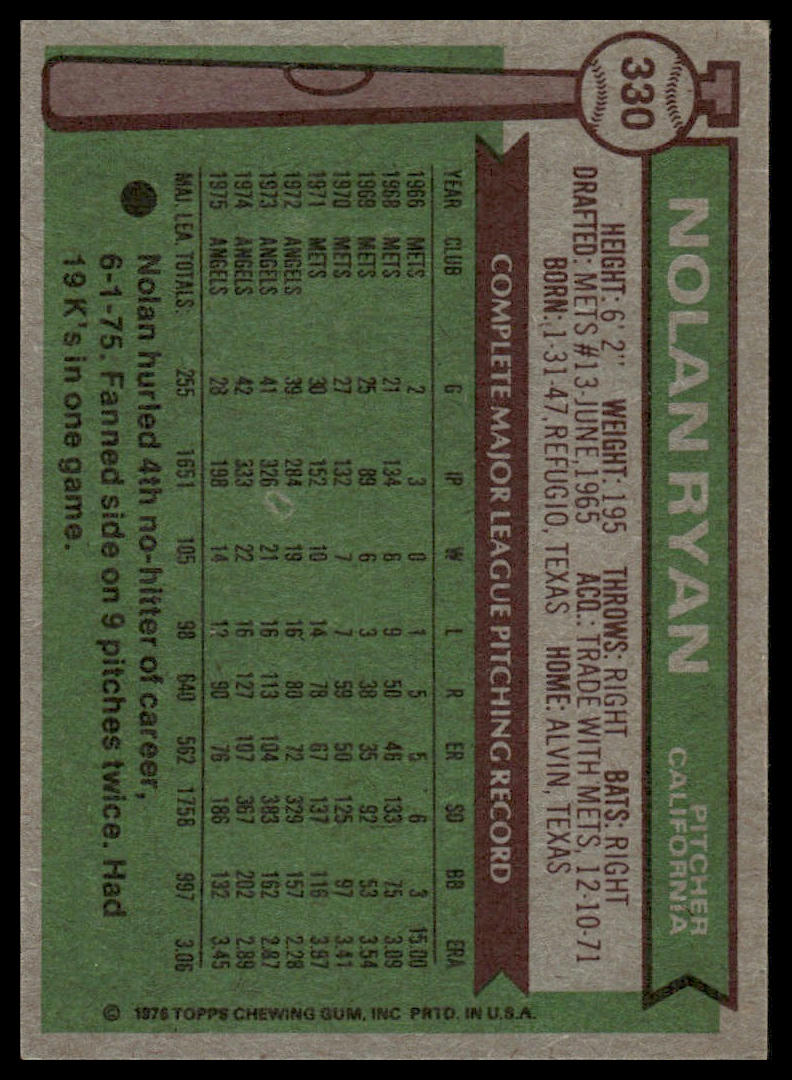 330
NOLAN RYAN
PITCHER
CALIFORNIA
HEIGHT: 6' 2" WEIGHT: 195 THROWS: RIGHT BATS: RIGHT
DRAFTED: METS #13-JUNE, 1965 ACQ.: TRADE WITH METS, 12-10-71
BORN: 1-31-47, REFUGIO, TEXAS HOME: ALVIN, TEXAS
COMPLETE MAJOR LEAGUE PITCHING RECORD
YEAR CLUB G IP W L R ER SO BB ERA
1966 METS 2 3 0 1 5 5 6 3 15.00
1968 METS 21 134 6 9 50 46 133 75 3.09
1969 METS 25 89 6 3 38 35 92 53 3.54
1970 METS 27 132 7 7 59 50 125 97 3.41
1971 METS 30 152 10 14 78 67 137 116 3.97
1972 ANGELS 39 284 19 16 80 72 329 157 2.28
1973 ANGELS 41 326 21 16 113 104 383 162 2.87
1974 ANGELS 42 333 22 16 127 107 367 202 2.89
1975 ANGELS 28 198 14 12 90 76 186 132 3.45
MAJ. LEA. TOTALS: 255 1651 105 98 640 562 1758 997 3.06
Nolan hurled 4th no-hitter of career,
6-1-75. Fanned side on 9 pitches twice. Had
19 K's in one game.
© 1976 TOPPS CHEWING GUM, INC PRTD. IN U.S.A.